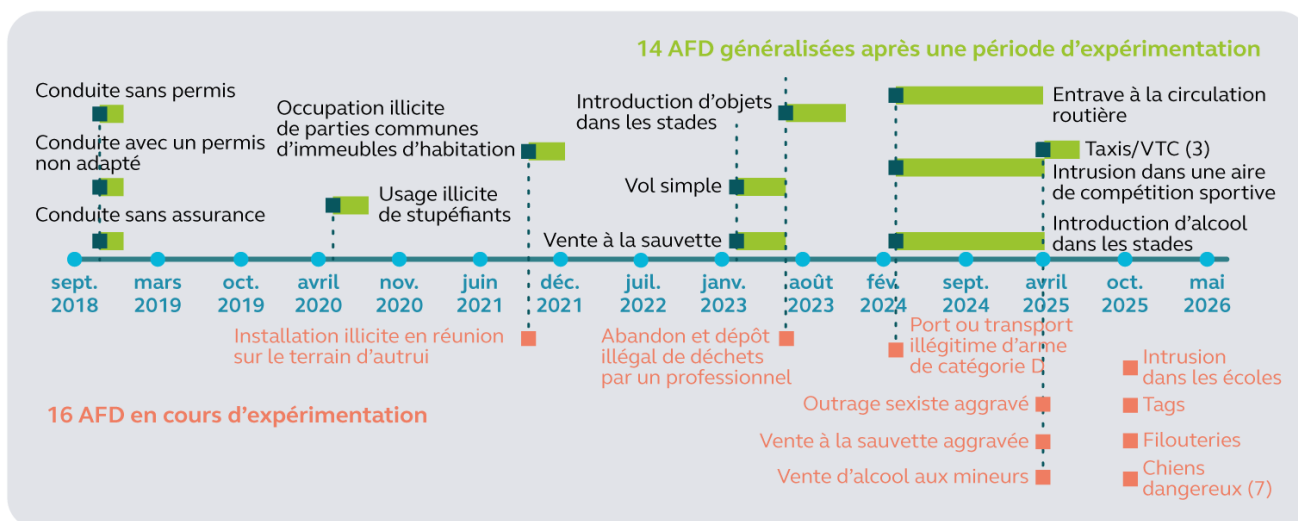 14 AFD généralisées après une période d'expérimentation
Conduite sans permis
Conduite avec un permis
non adapté
Conduite sans assurance
Occupation illicite
de parties communes
d'immeubles d'habitation
Usage illicite
de stupéfiants
Introduction d'objets
dans les stades
Vol simple
Vente à la sauvette
Entrave à la circulation
routière
Taxis/VTC (3)
Intrusion dans une aire
de compétition sportive
Introduction d'alcool
dans les stades
sept.
2018
mars
2019
oct.
2019
avril
2020
nov.
2020
juin
2021
déc.
2021
juil.
2022
janv.
2023
août
2023
fév.
2024
sept.
2024
avril
2025
oct.
2025
mai
2026
Installation illicite en réunion
sur le terrain d'autrui
Abandon et dépôt
illégal de déchets
par un professionnel
Port ou transport
illégitime d'arme
de catégorie D
Intrusion
dans les écoles
16 AFD en cours d'expérimentation
Outrage sexiste aggravé
Tags
Vente à la sauvette aggravée
Filouteries
Vente d'alcool aux mineurs
Chiens
dangereux (7)